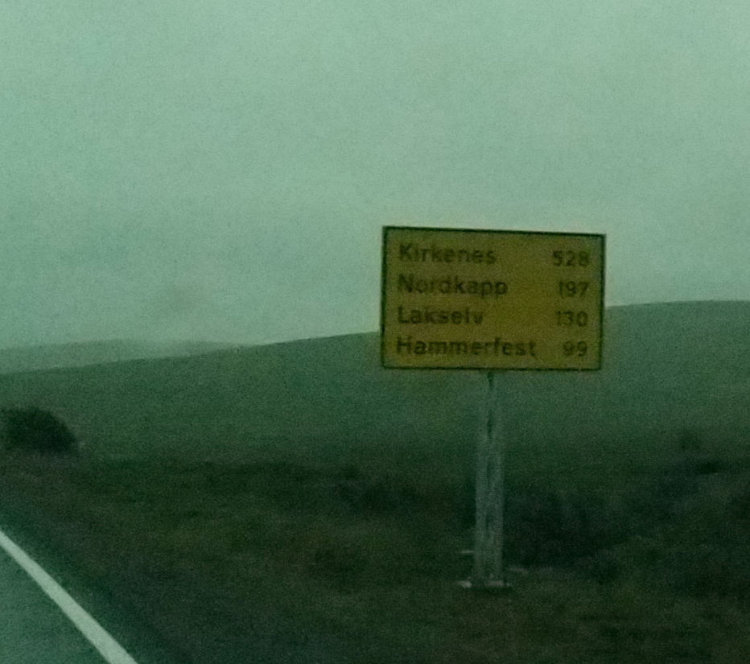 Kirkenes 528
Nordkapp 197
Lakselv 130
Hammerfest 99